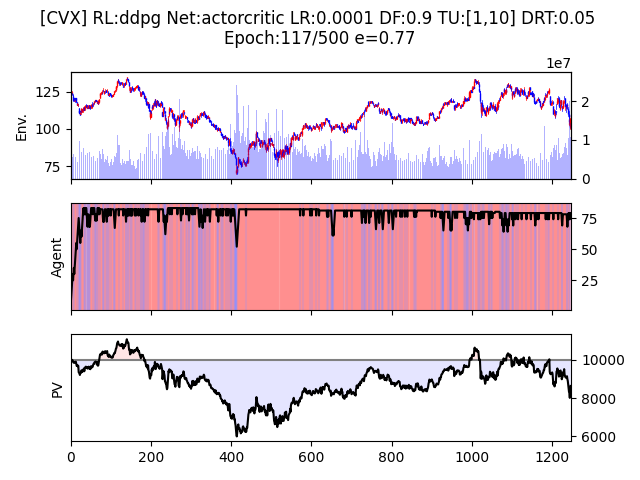 [CVX] RL:ddpg Net:actorcritic LR:0.0001 DF:0.9 TU:[1,10] DRT:0.05
Epoch:117/500 e=0.77
1e7
Env.
125
100
75
2
1
0
Agent
75
50
25
PV
10000
8000
6000
0 200 400 600 800 1000 1200